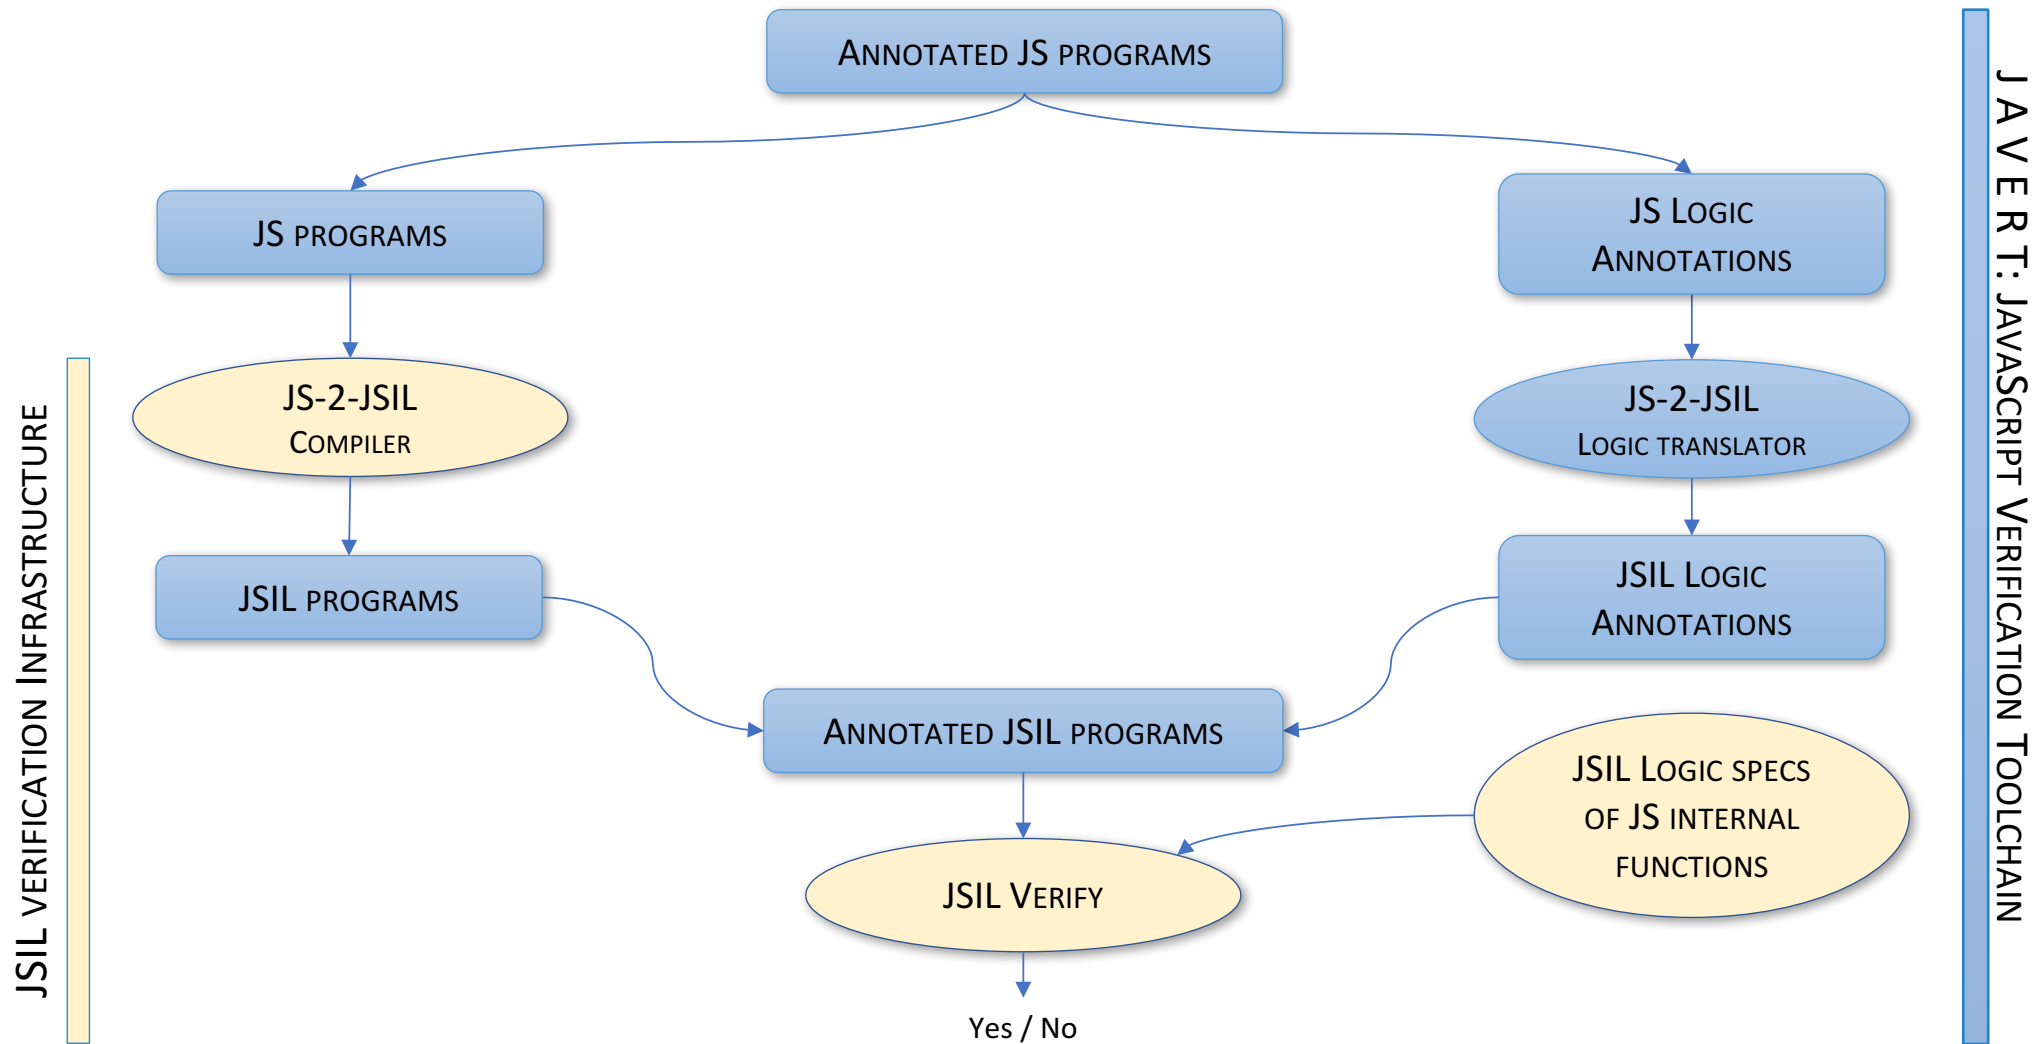 Annotated JS programs
JS programs
JS Logic
Annotations
JS-2-JSIL
Compiler
JS-2-JSIL
Logic translator
JSIL programs
JSIL Logic
Annotations
Annotated JSIL programs
JSIL Logic specs
of JS internal
functions
JSIL Verify
Yes / No
JSIL verification Infrastructure
JAVERT: JavaScript Verification Toolchain